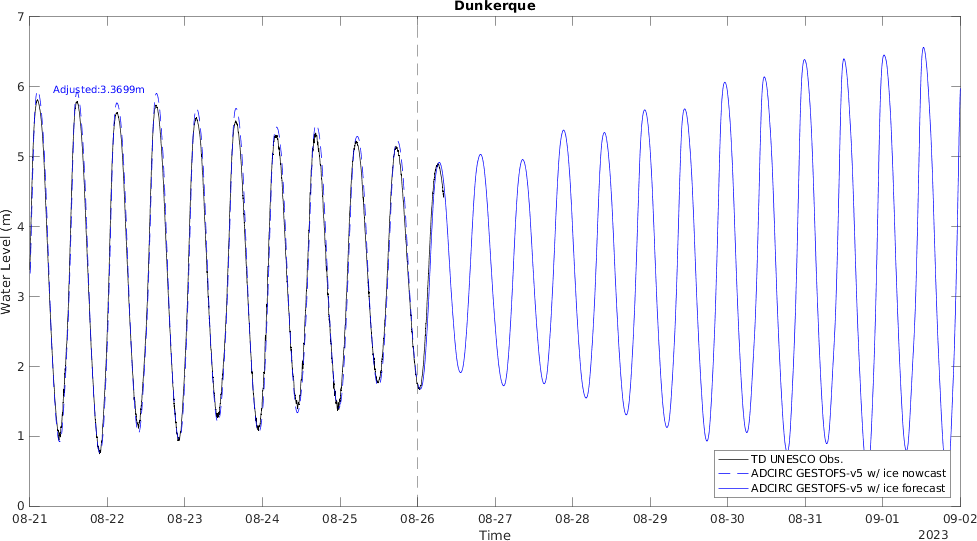 Dunkerque
7
6
5
4
3
2
1
0
Water Level (m)
Adjusted:3.3699m
TD UNESCO Obs.
ADCIRC GESTOFS-v5 w/ ice nowcast
ADCIRC GESTOFS-v5 w/ ice forecast
08-21 08-22 08-23 08-24 08-25 08-26 08-27 08-28 08-29 08-30 08-31 09-01 09-02
Time
2023